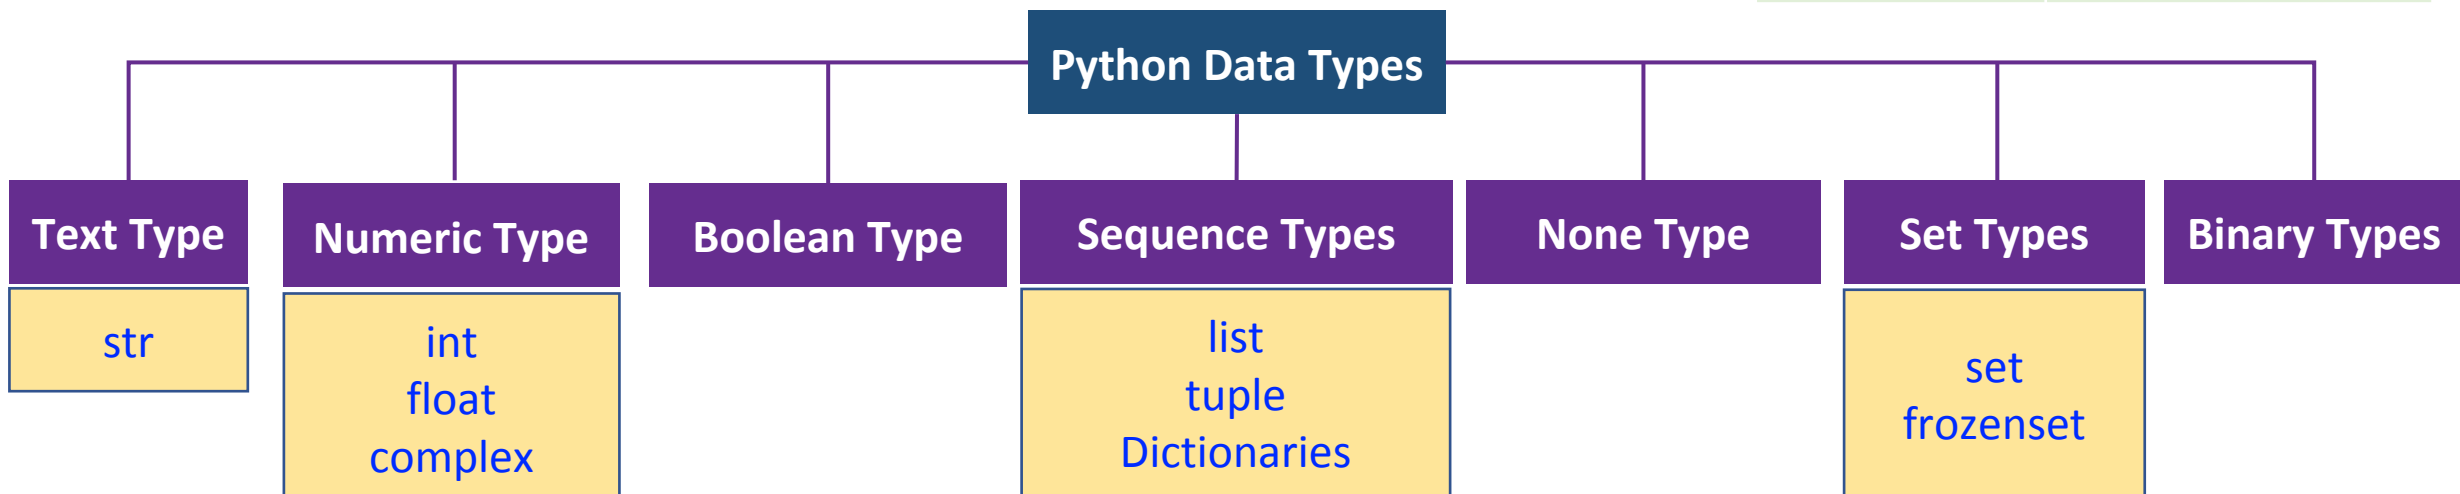 Python Data Types
Text Type
Numeric Type
Boolean Type
Sequence Types
None Type
Set Types
Binary Types
str
int
float
complex
list
tuple
Dictionaries
set
frozenset